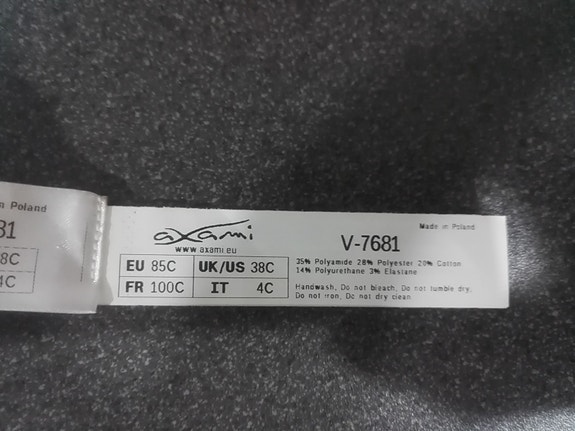 in Poland
81
8C
4C
axami
www.axami.eu
EU 85C UK/US 38C
FR 100C IT 4C
Made in Poland
V-7681
35% Polyamide 28% Polyester 20% Cotton
14% Polyurethane 3% Elastane
Handwash, Do not bleach, Do not tumble dry,
Do not iron, Do not dry clean